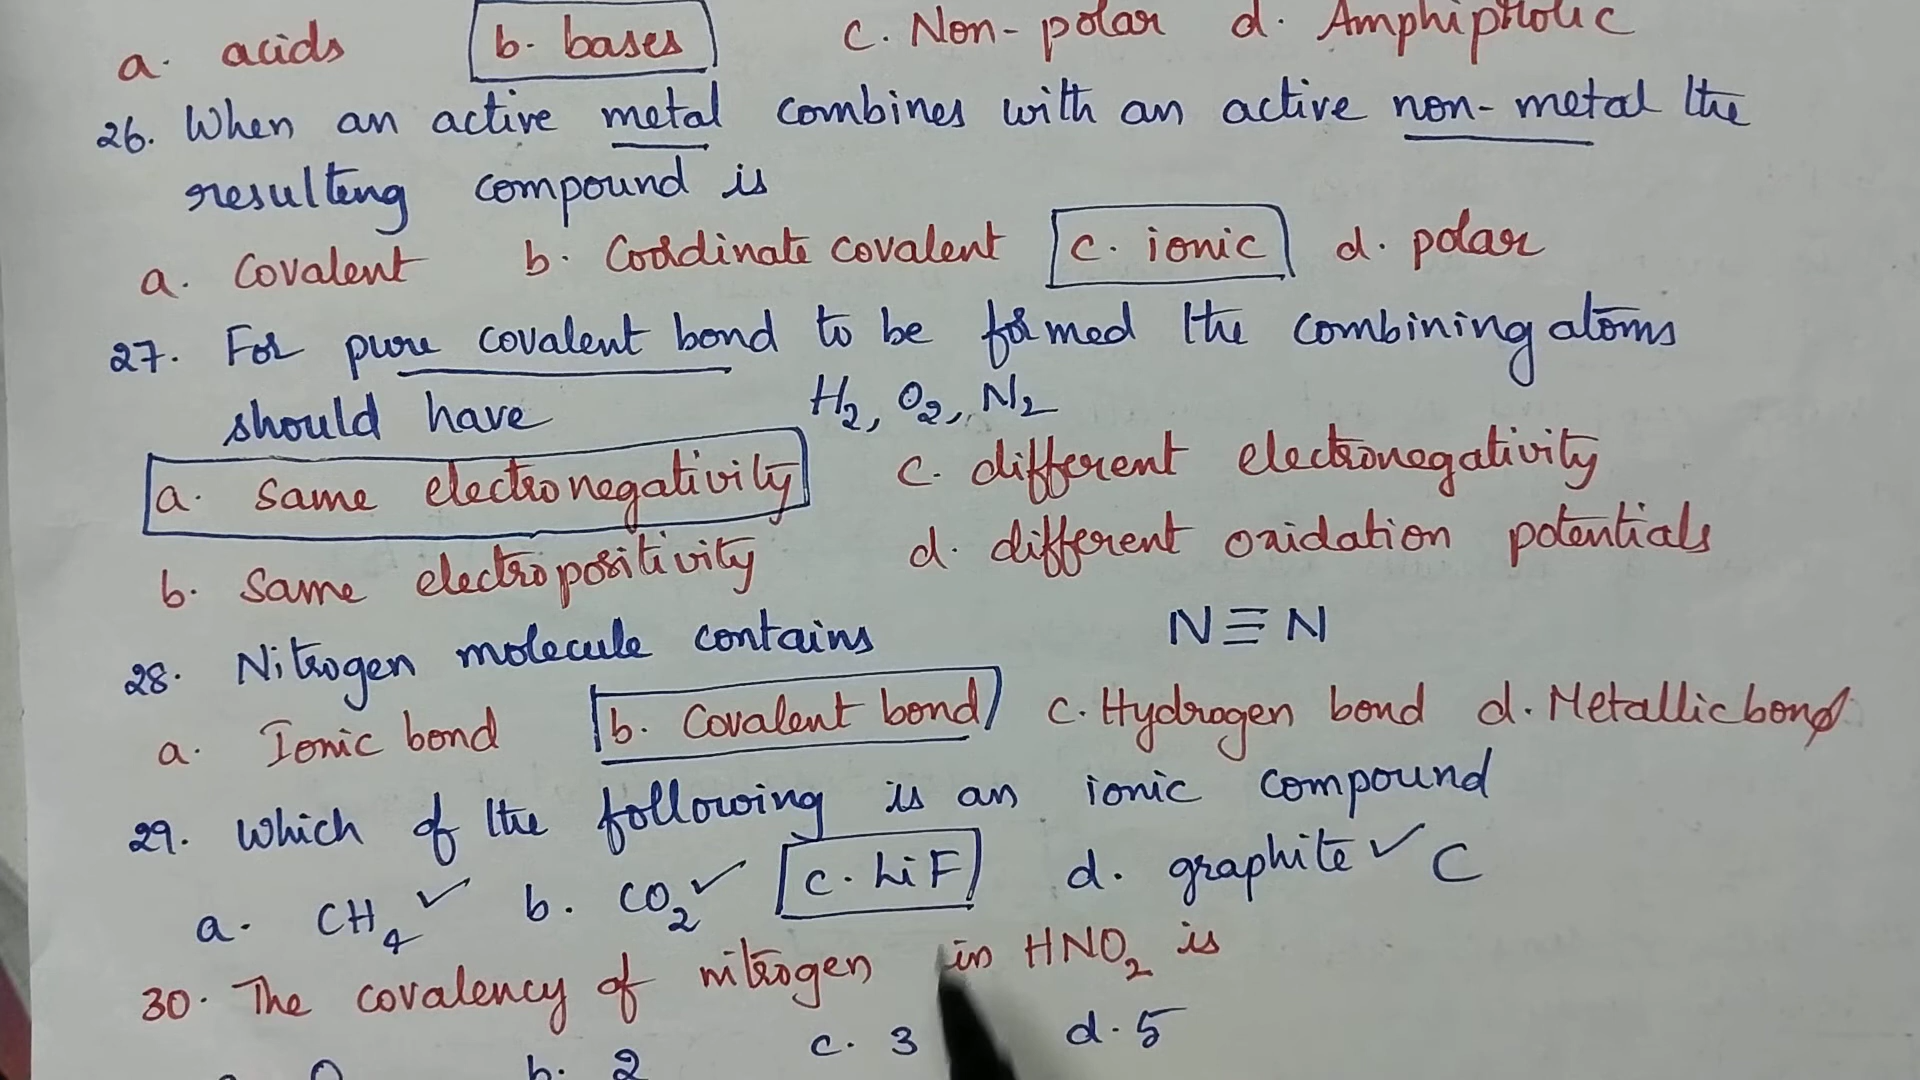 a. acids b. bases c. Non-polar d. Amphiprotic
26. When an active metal combines with an active non-metal the
resulting compound is
a. Covalent b. Coordinate covalent c. ionic d. polar
27. For pure covalent bond to be formed the combining atoms
should have H2, O2, N2
a. same electronegativity c. different electronegativity
b. same electropositivity d. different oxidation potentials
28. Nitrogen molecule contains N≡N
a. Ionic bond b. Covalent bond c. Hydrogen bond d. Metallic bond
29. Which of the following is an ionic compound
a. CH4 ✓ b. CO2 ✓ c. LiF d. graphite ✓ C
30. The covalency of nitrogen in HNO2 is
b. 2 c. 3 d. 5